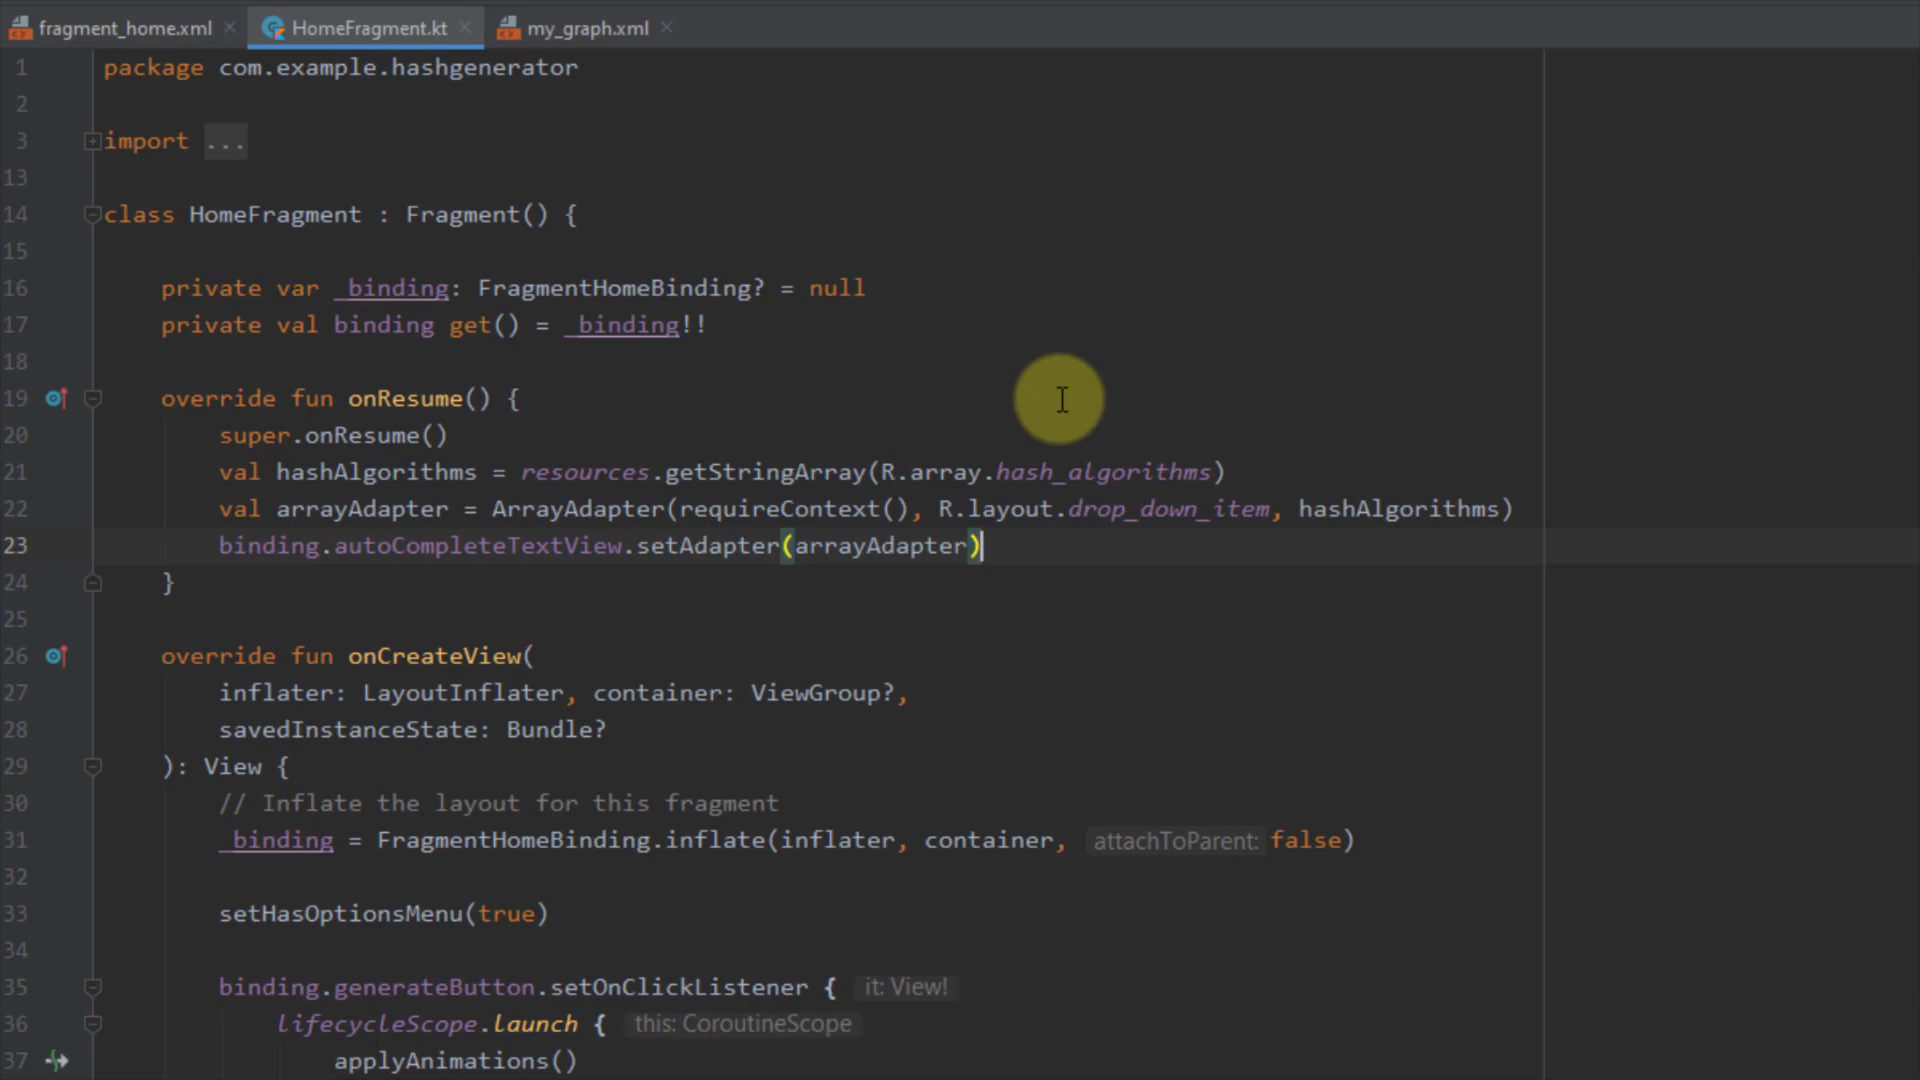 fragment_home.xml HomeFragment.kt my_graph.xml
1 package com.example.hashgenerator
2
3 import ...
13
14 class HomeFragment : Fragment() {
15
16 private var _binding: FragmentHomeBinding? = null
17 private val binding get() = _binding!!
18
19 override fun onResume() {
20 super.onResume()
21 val hashAlgorithms = resources.getStringArray(R.array.hash_algorithms)
22 val arrayAdapter = ArrayAdapter(requireContext(), R.layout.drop_down_item, hashAlgorithms)
23 binding.autoCompleteTextView.setAdapter(arrayAdapter)
24 }
25
26 override fun onCreateView(
27 inflater: LayoutInflater, container: ViewGroup?,
28 savedInstanceState: Bundle?
29 ): View {
30 // Inflate the layout for this fragment
31 _binding = FragmentHomeBinding.inflate(inflater, container, attachToParent: false)
32
33 setHasOptionsMenu(true)
34
35 binding.generateButton.setOnClickListener { it: View!
36 lifecycleScope.launch { this: CoroutineScope
37 applyAnimations()